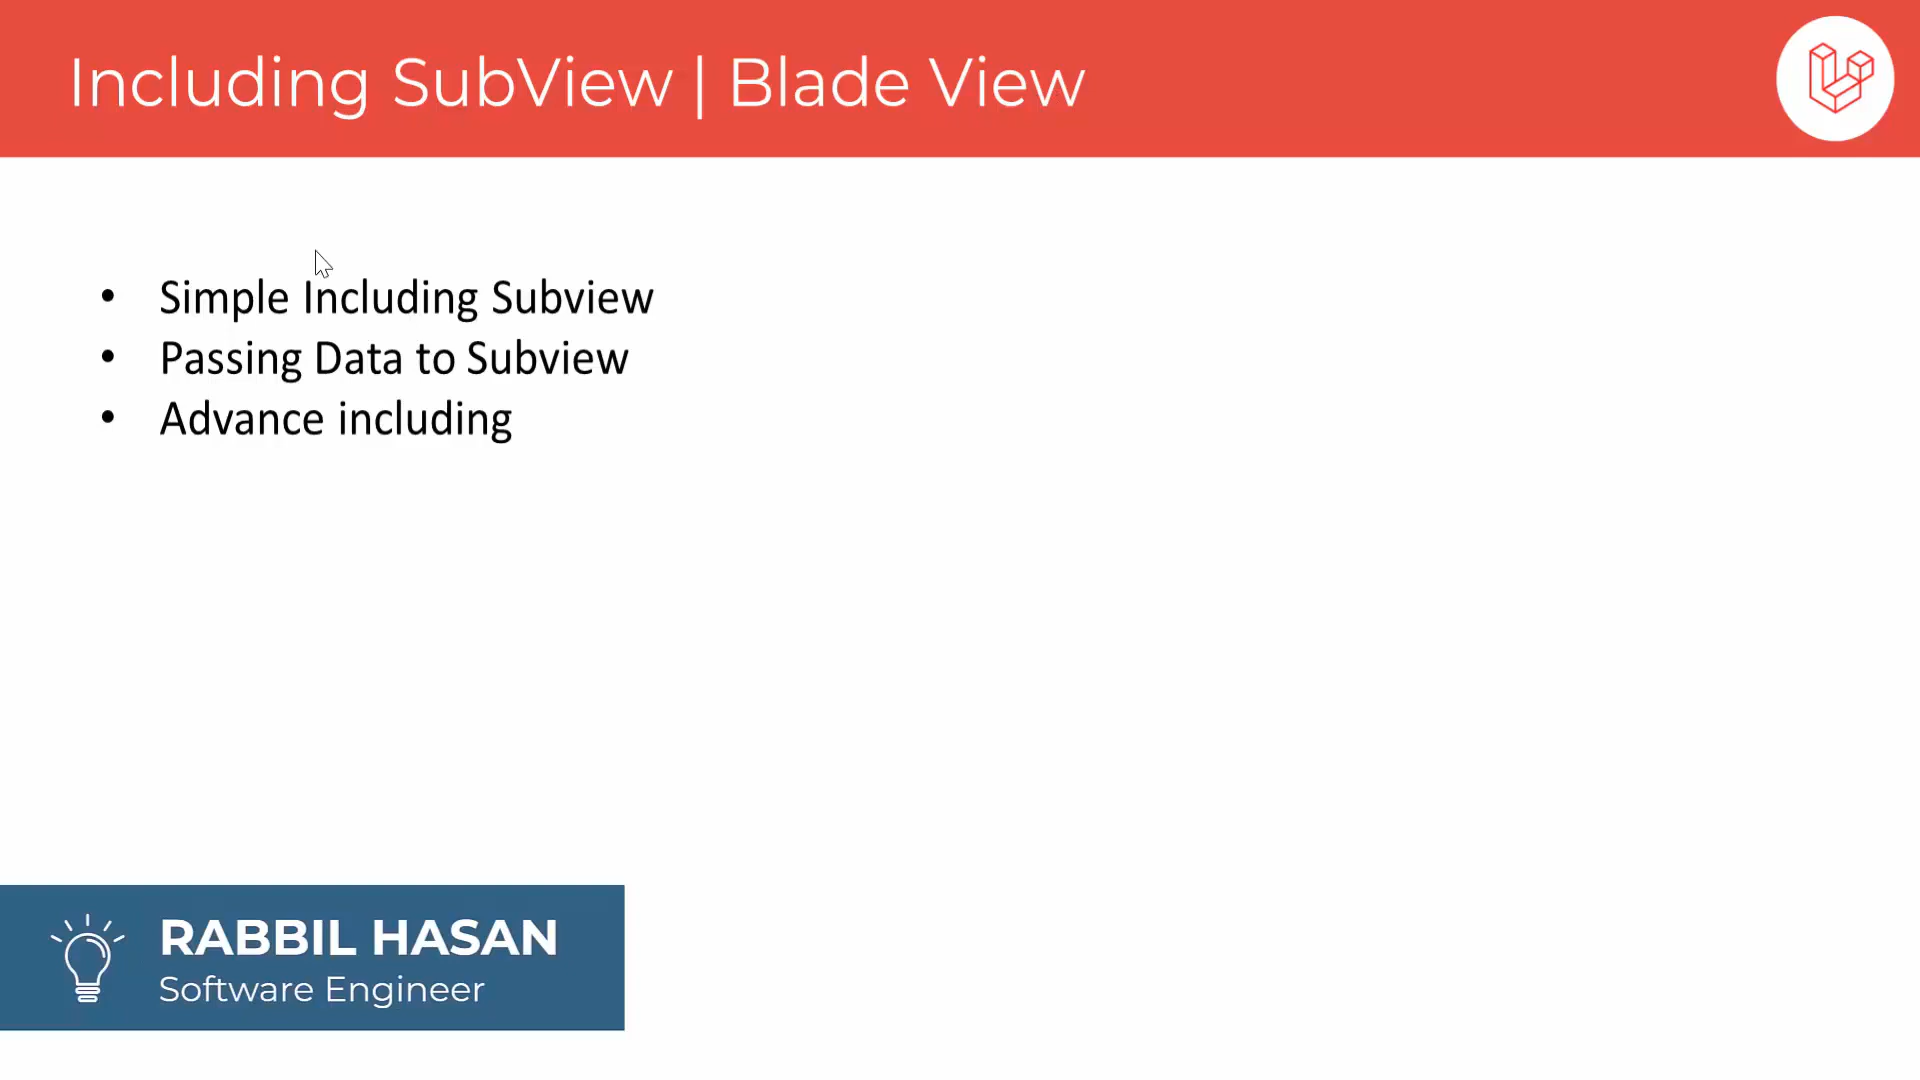 Including SubView | Blade View
• Simple Including Subview
• Passing Data to Subview
• Advance including
RABBIL HASAN
Software Engineer